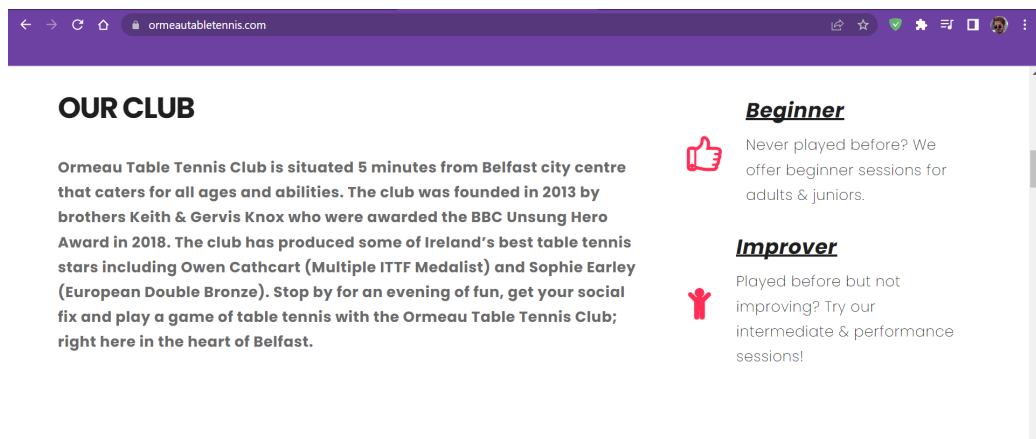 ormeautabletennis.com
OUR CLUB
Ormeau Table Tennis Club is situated 5 minutes from Belfast city centre
that caters for all ages and abilities. The club was founded in 2013 by
brothers Keith & Gervis Knox who were awarded the BBC Unsung Hero
Award in 2018. The club has produced some of Ireland’s best table tennis
stars including Owen Cathcart (Multiple ITTF Medalist) and Sophie Earley
(European Double Bronze). Stop by for an evening of fun, get your social
fix and play a game of table tennis with the Ormeau Table Tennis Club;
right here in the heart of Belfast.
Beginner
Never played before? We
offer beginner sessions for
adults & juniors.
Improver
Played before but not
improving? Try our
intermediate & performance
sessions!